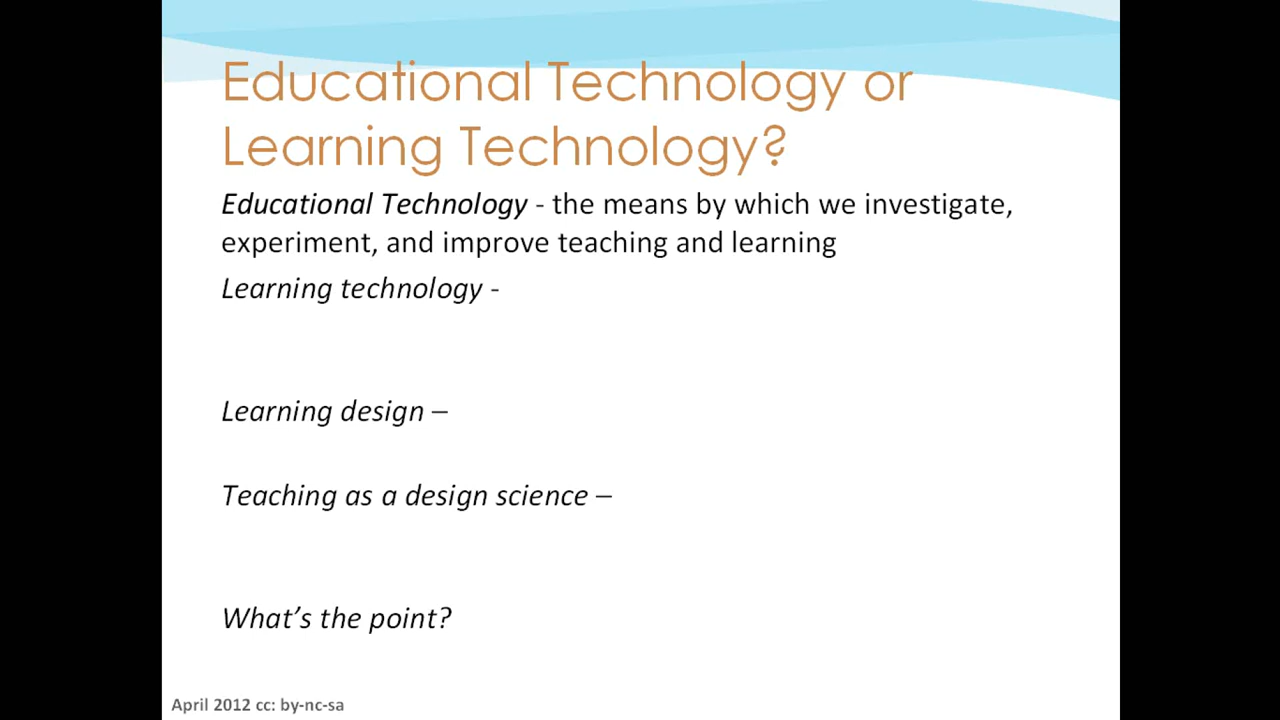 Educational Technology or
Learning Technology?
Educational Technology - the means by which we investigate,
experiment, and improve teaching and learning
Learning technology -
Learning design –
Teaching as a design science –
What’s the point?
April 2012 cc: by-nc-sa